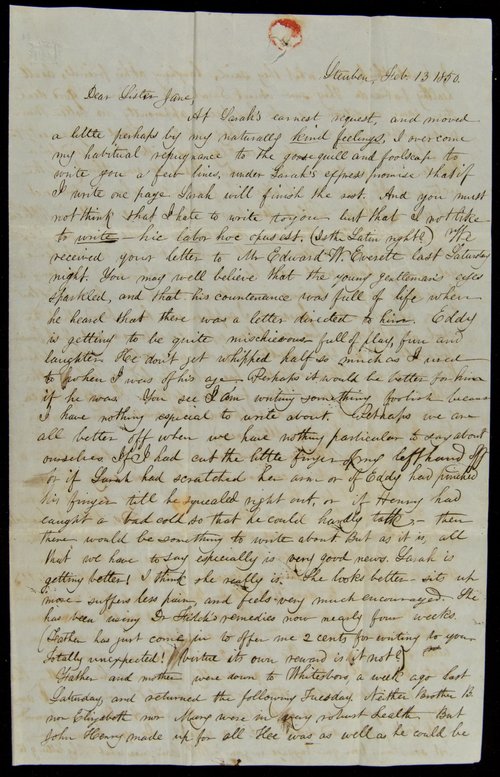 Steuben, Feb. 13 1850.
Dear Sister Jane,
At Sarah's earnest request, and moved
a little perhaps by my naturally kind feelings, I overcome
my habitual repugnance to the goosequill and foolscap to
write you a few lines, under Sarah's express promise that if
I write one page Sarah will finish the rest. And you must
not think that I hate to write to you but that I not like
to write – hic labor hoc opus est. (Is the Latin right?) We
received your letter to Mr Edward W. Everett last Saturday
night. You may well believe that the young gentleman's eyes
sparkled, and that his countenance was full of life when
he heard that there was a letter directed to him. Eddy
is getting to be quite mischievous full of play, fun and
laughter. He don't get whipped half so much as I used
to when I was of his age. Perhaps it would be better for him
if he was. You see I am writing something foolish because
I have nothing especial to write about. Perhaps we are
all better off when we have nothing particular to say about
ourselves. If I had cut the little finger of my left hand off
or if Sarah had scratched her arm or if Eddy had pinched
his finger till he squealed right out, or if Henry had
caught a bad cold so that he could hardly talk, – then
there would be something to write about. But as it is, all
that we have to say especially is very good news. Sarah is
getting better! I think she really is. She looks better – sits up
more – suffers less pain, and feels very much encouraged. She
has been using Dr Fitch's remedies now nearly four weeks.
(Father has just come in to offer me 2 cents for writing to you.
Totally unexpected! Virtue its own reward is it not?)
Father and mother were down to Whitesboro, a week ago last
Saturday, and returned the following Tuesday. Neither Brother R.
nor Elizabeth nor Mary were in very robust health. But
John Henry made up for all. He was as well as he could be